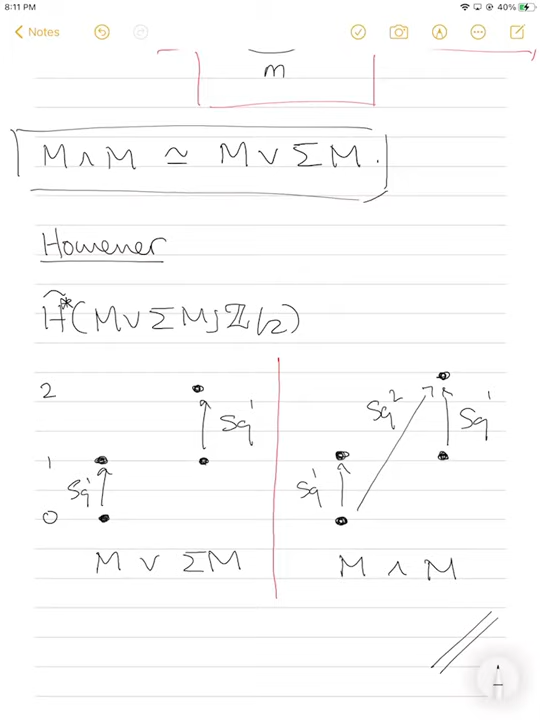 8:11 PM 40%
Notes
m
M ∧ M ≃ M ∨ ΣM.
However
H̃*(M ∨ ΣM; ℤ/2)
2
Sq¹
Sq²
Sq¹
1
Sq¹
Sq¹
0
M ∨ ΣM
M ∧ M